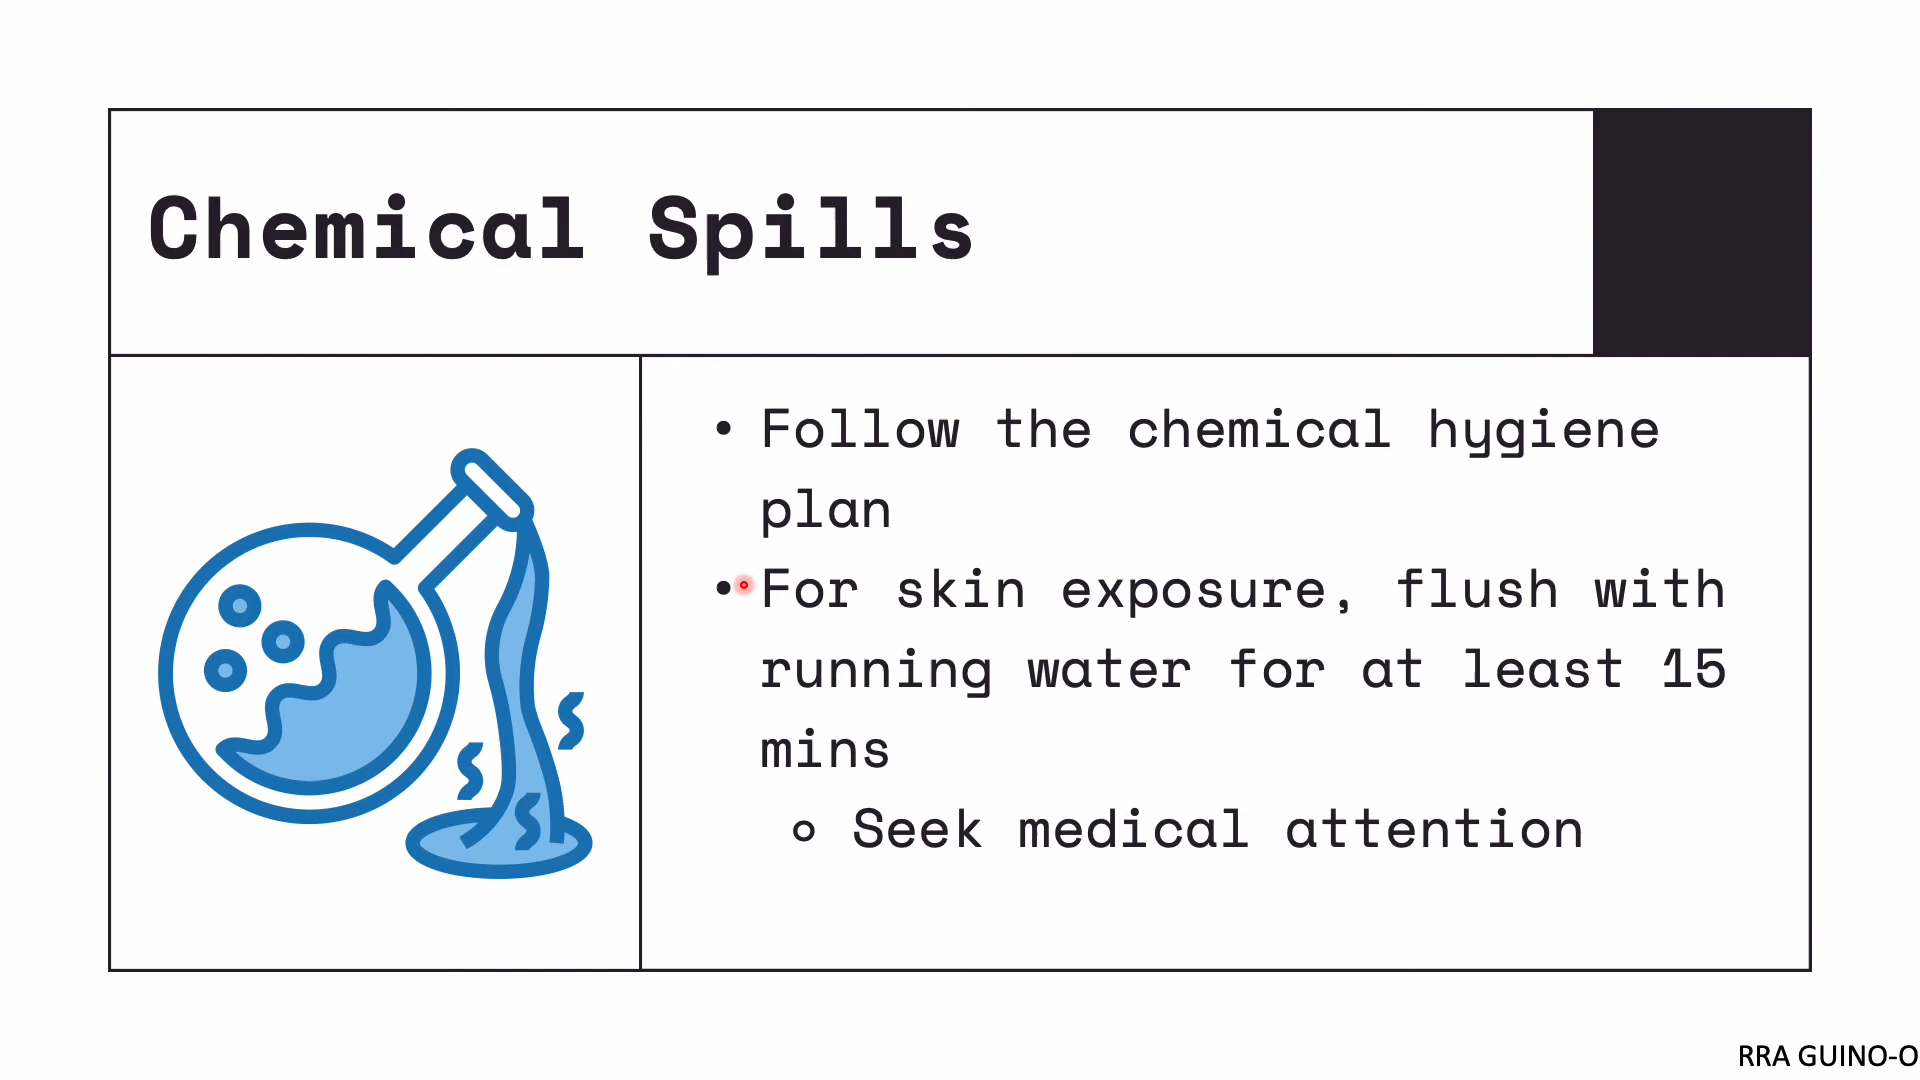 Chemical Spills
• Follow the chemical hygiene
plan
• For skin exposure, flush with
running water for at least 15
mins
○ Seek medical attention
RRA GUINO-O